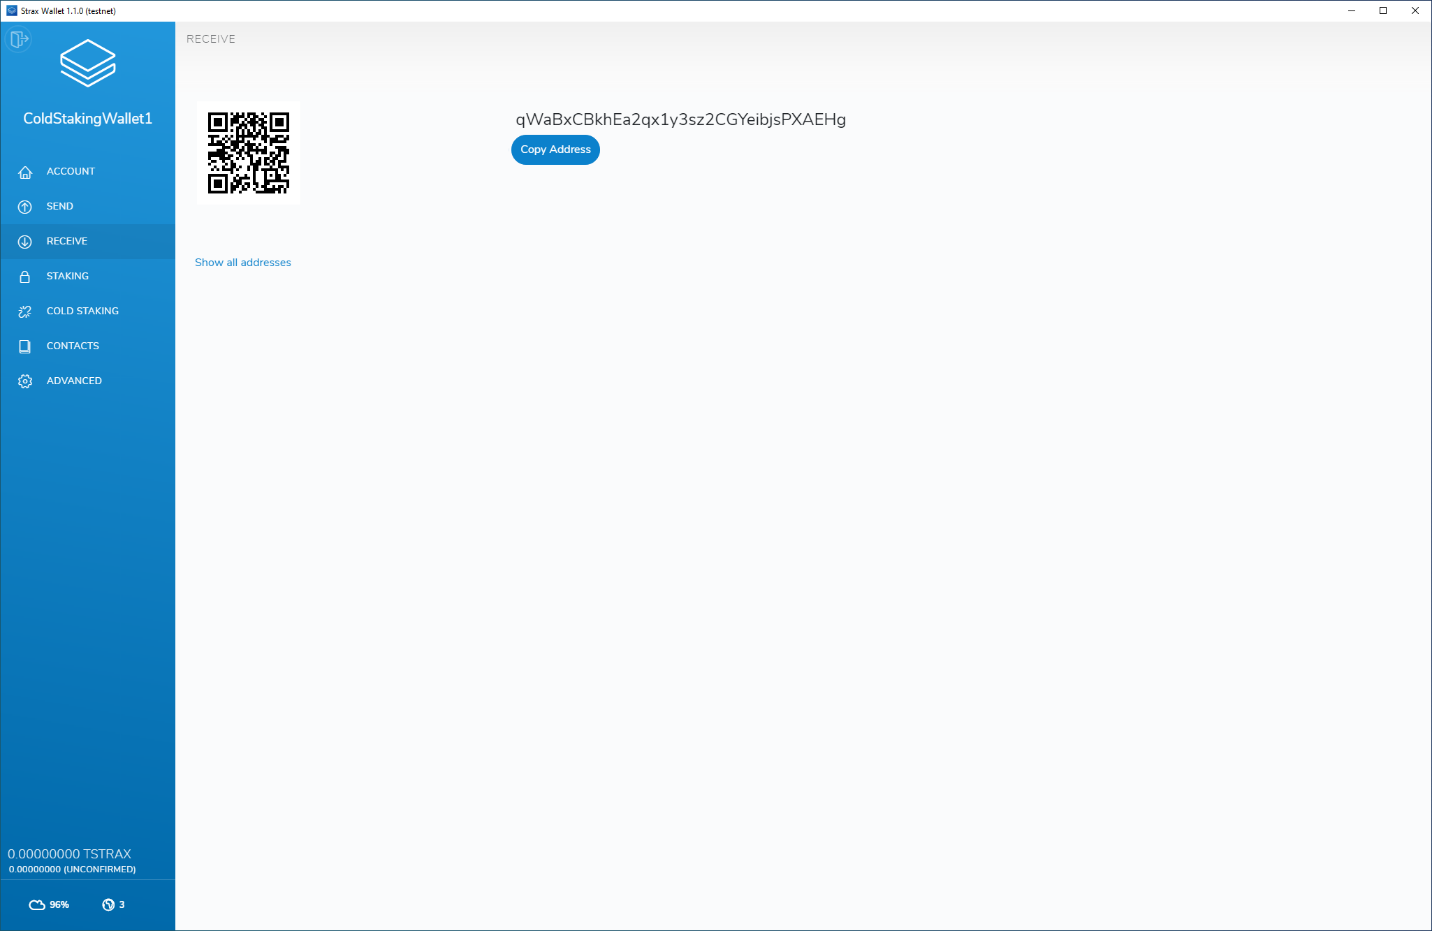 Strax Wallet 1.1.0 (testnet)
RECEIVE
ColdStakingWallet1
qWaBxCBkhEa2qx1y3sz2CGYeibjsPXAEHg
Copy Address
ACCOUNT
SEND
RECEIVE
Show all addresses
STAKING
COLD STAKING
CONTACTS
ADVANCED
0.00000000 TSTRAX
0.00000000 (UNCONFIRMED)
96%
3